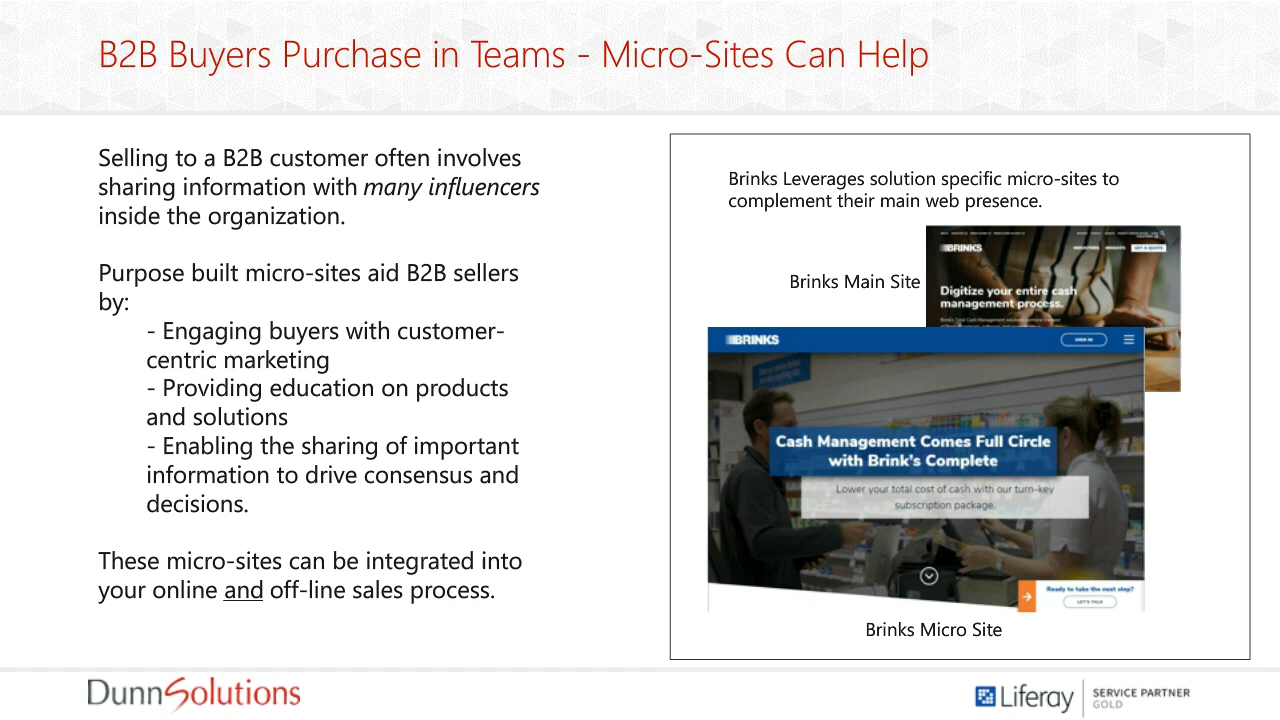 B2B Buyers Purchase in Teams - Micro-Sites Can Help
Selling to a B2B customer often involves
sharing information with many influencers
inside the organization.
Purpose built micro-sites aid B2B sellers
by:
- Engaging buyers with customer-
centric marketing
- Providing education on products
and solutions
- Enabling the sharing of important
information to drive consensus and
decisions.
These micro-sites can be integrated into
your online and off-line sales process.
Brinks Leverages solution specific micro-sites to
complement their main web presence.
Brinks Main Site
BRINKS
INDUSTRIES INSIGHTS GET A QUOTE
Digitize your entire cash
management process.
BRINKS
SIGN IN
Cash Management Comes Full Circle
with Brink's Complete
Lower your total cost of cash with our turn-key
subscription package.
Ready to take the next step?
LET'S TALK
Brinks Micro Site
DunnSolutions
Liferay
SERVICE PARTNER
GOLD